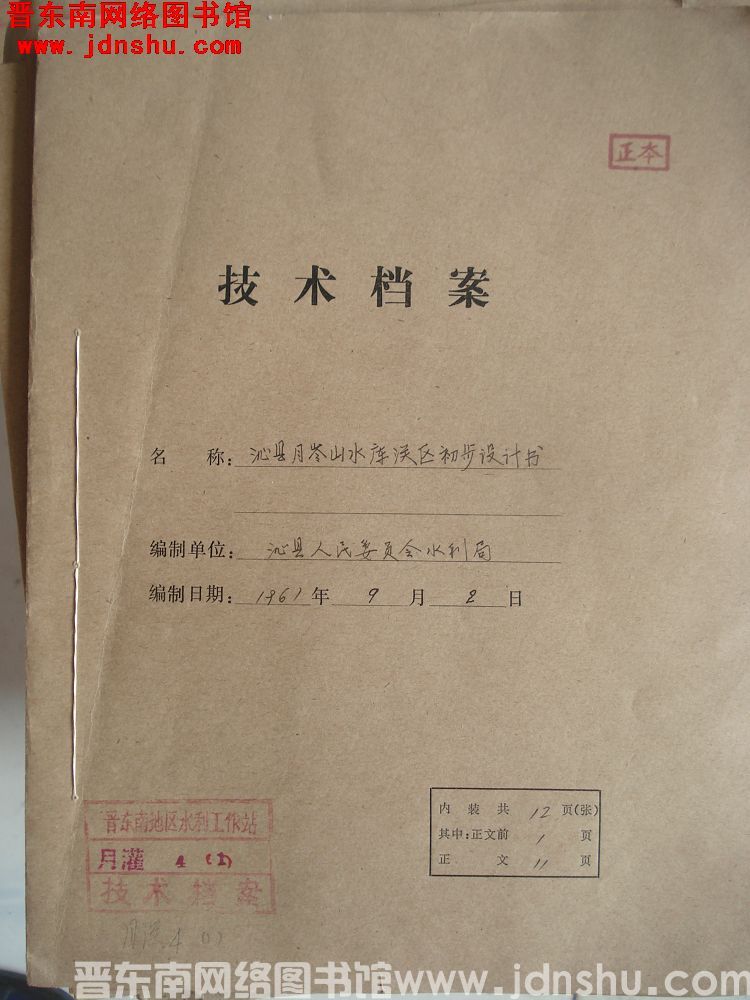 晋东南网络图书馆
www.jdnshu.com
正本
技术档案
名 称：沁县月岺山水库渼区初步设计书
编制单位：沁县人民委员会水利局
编制日期：1961年9月2日
内装共 12 页(张)
其中:正文前 1 页
正文 11 页
晋东南地区水利工作站
月灌 4 (1)
技术档案
4 (1)
晋东南网络图书馆www.jdnshu.com